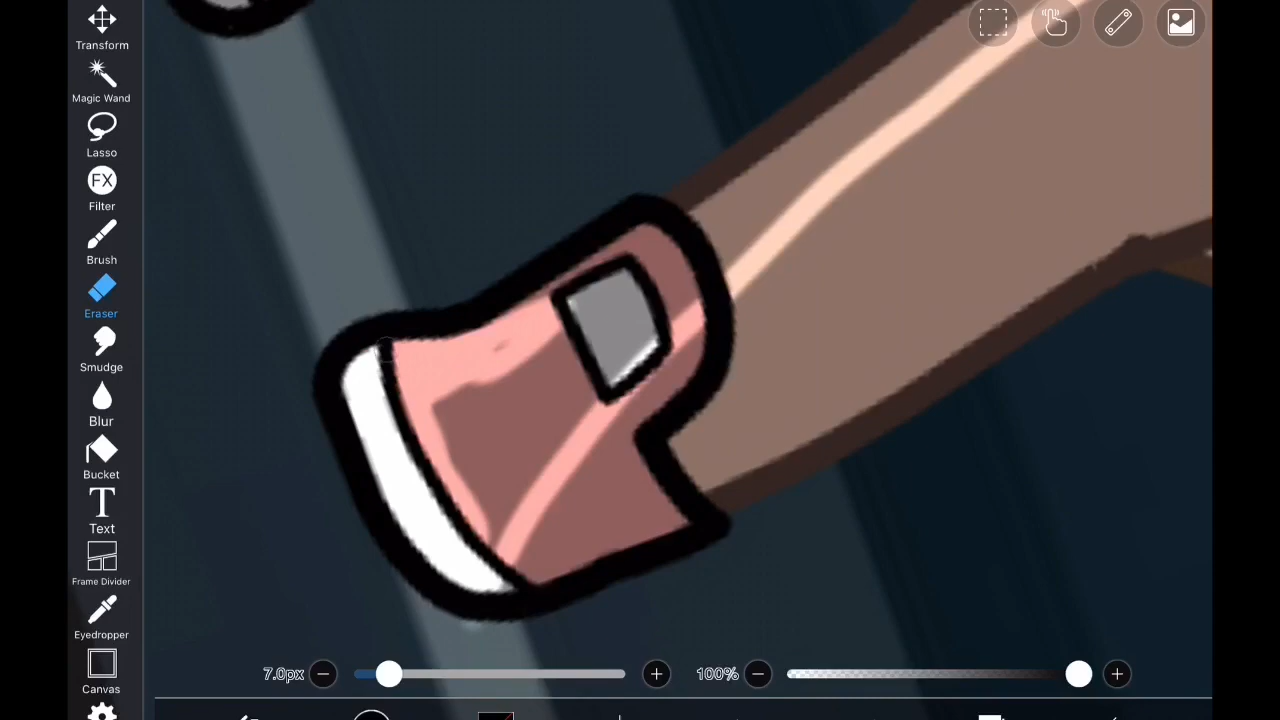 Transform
Magic Wand
Lasso
FX
Filter
Brush
Eraser
Smudge
Blur
Bucket
T
Text
Frame Divider
Eyedropper
Canvas
7.0px
100%